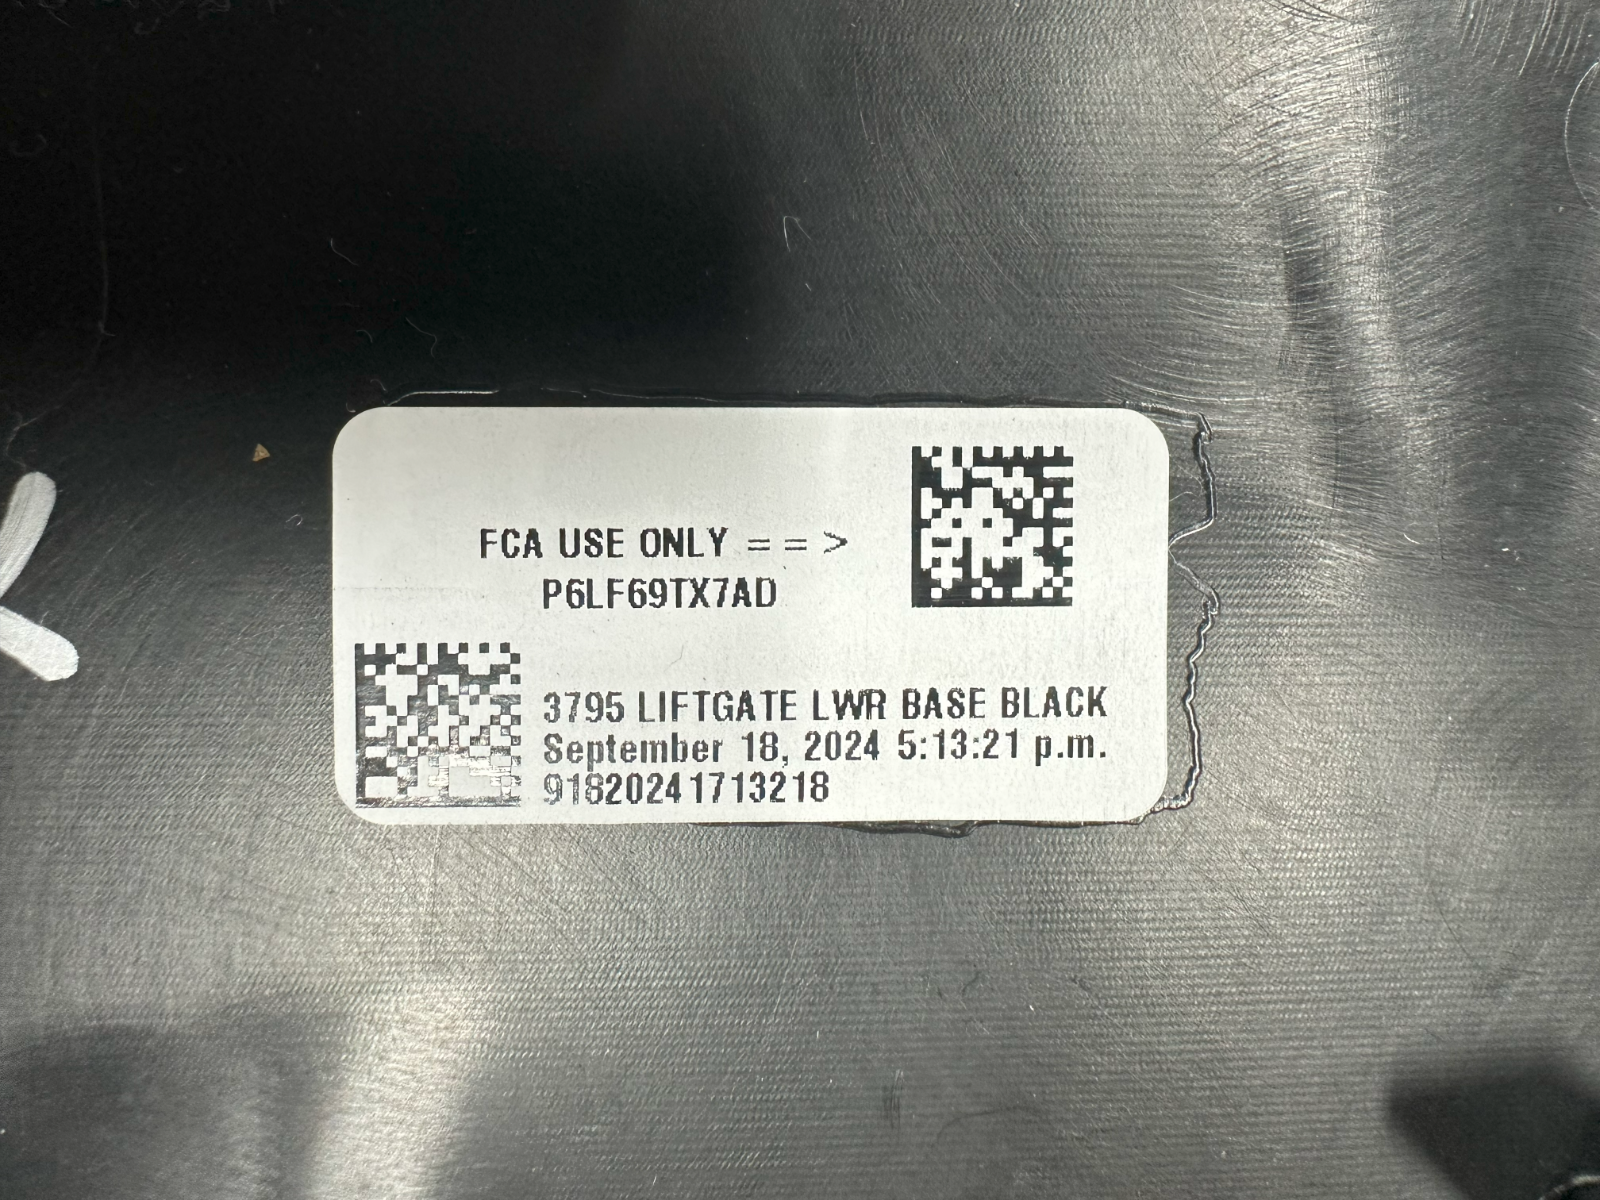 FCA USE ONLY = = >
P6LF69TX7AD
3795 LIFTGATE LWR BASE BLACK
September 18, 2024 5:13:21 p.m.
91820241713218